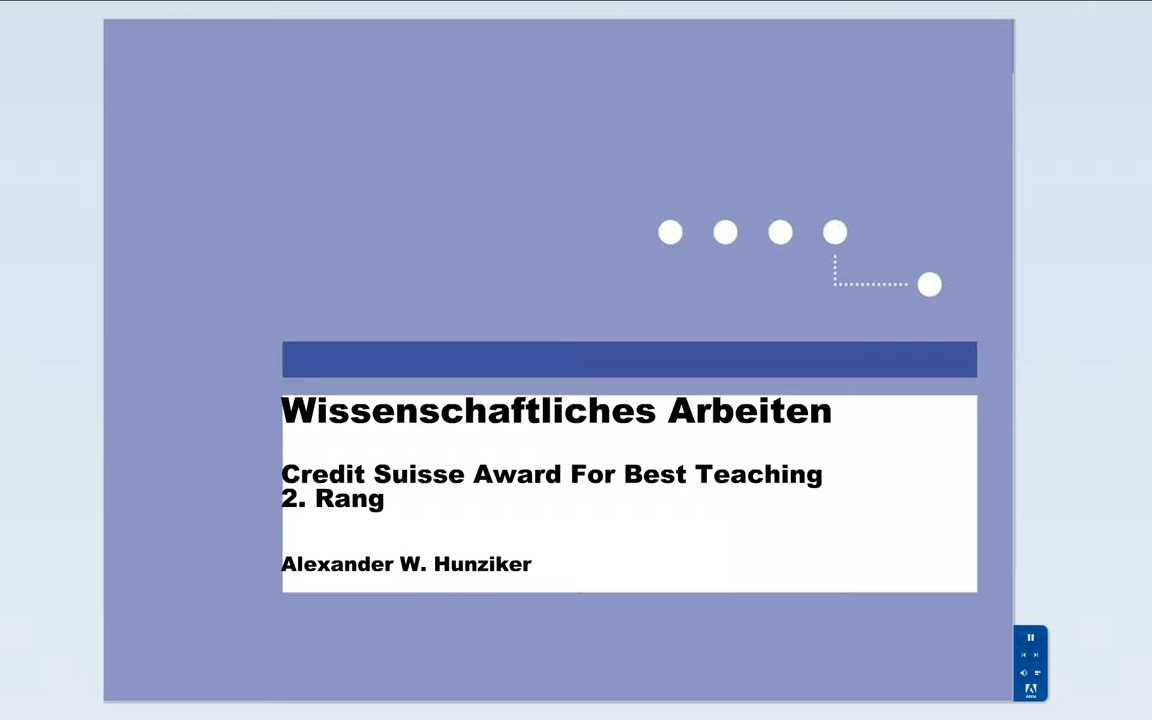 Wissenschaftliches Arbeiten
Credit Suisse Award For Best Teaching
2. Rang
Alexander W. Hunziker